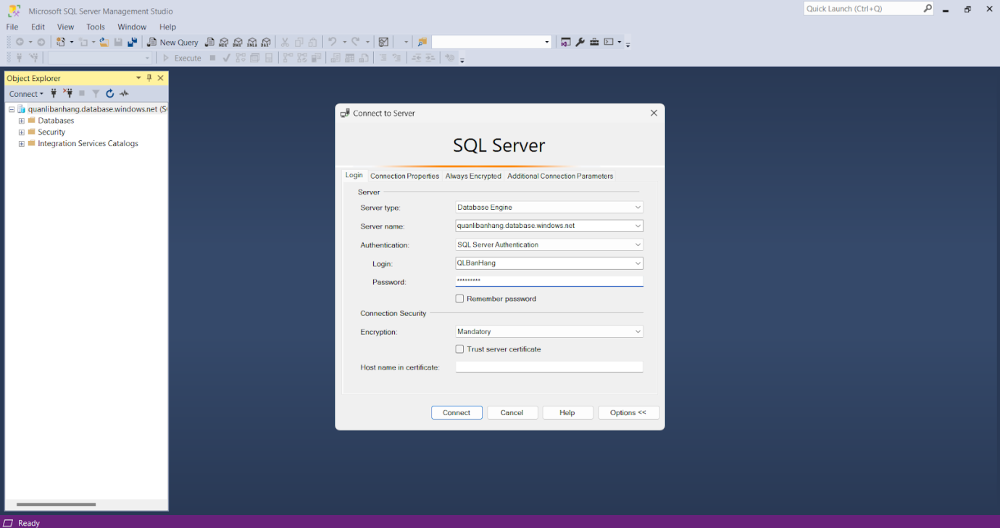 Microsoft SQL Server Management Studio
Quick Launch (Ctrl+Q)
File Edit View Tools Window Help
New Query
MDX DMX XMLA DAX
Execute
Object Explorer
Connect
quanlibanhang.database.windows.net (S
Databases
Security
Integration Services Catalogs
Connect to Server
SQL Server
Login Connection Properties Always Encrypted Additional Connection Parameters
Server
Server type: Database Engine
Server name: quanlibanhang.database.windows.net
Authentication: SQL Server Authentication
Login: QLBanHang
Password: *********
Remember password
Connection Security
Encryption: Mandatory
Trust server certificate
Host name in certificate:
Connect Cancel Help Options <<
Ready